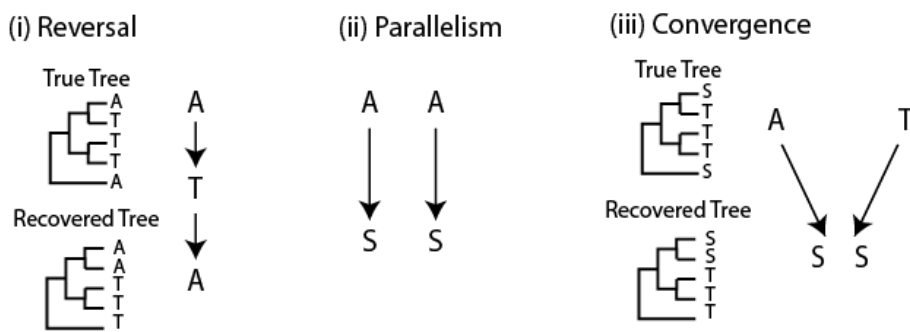 (i) Reversal
True Tree
A
T
T
T
A
Recovered Tree
A
A
T
T
T
A
T
A
(ii) Parallelism
A A
S S
(iii) Convergence
True Tree
S
T
T
T
S
Recovered Tree
S
S
T
T
T
A T
S S